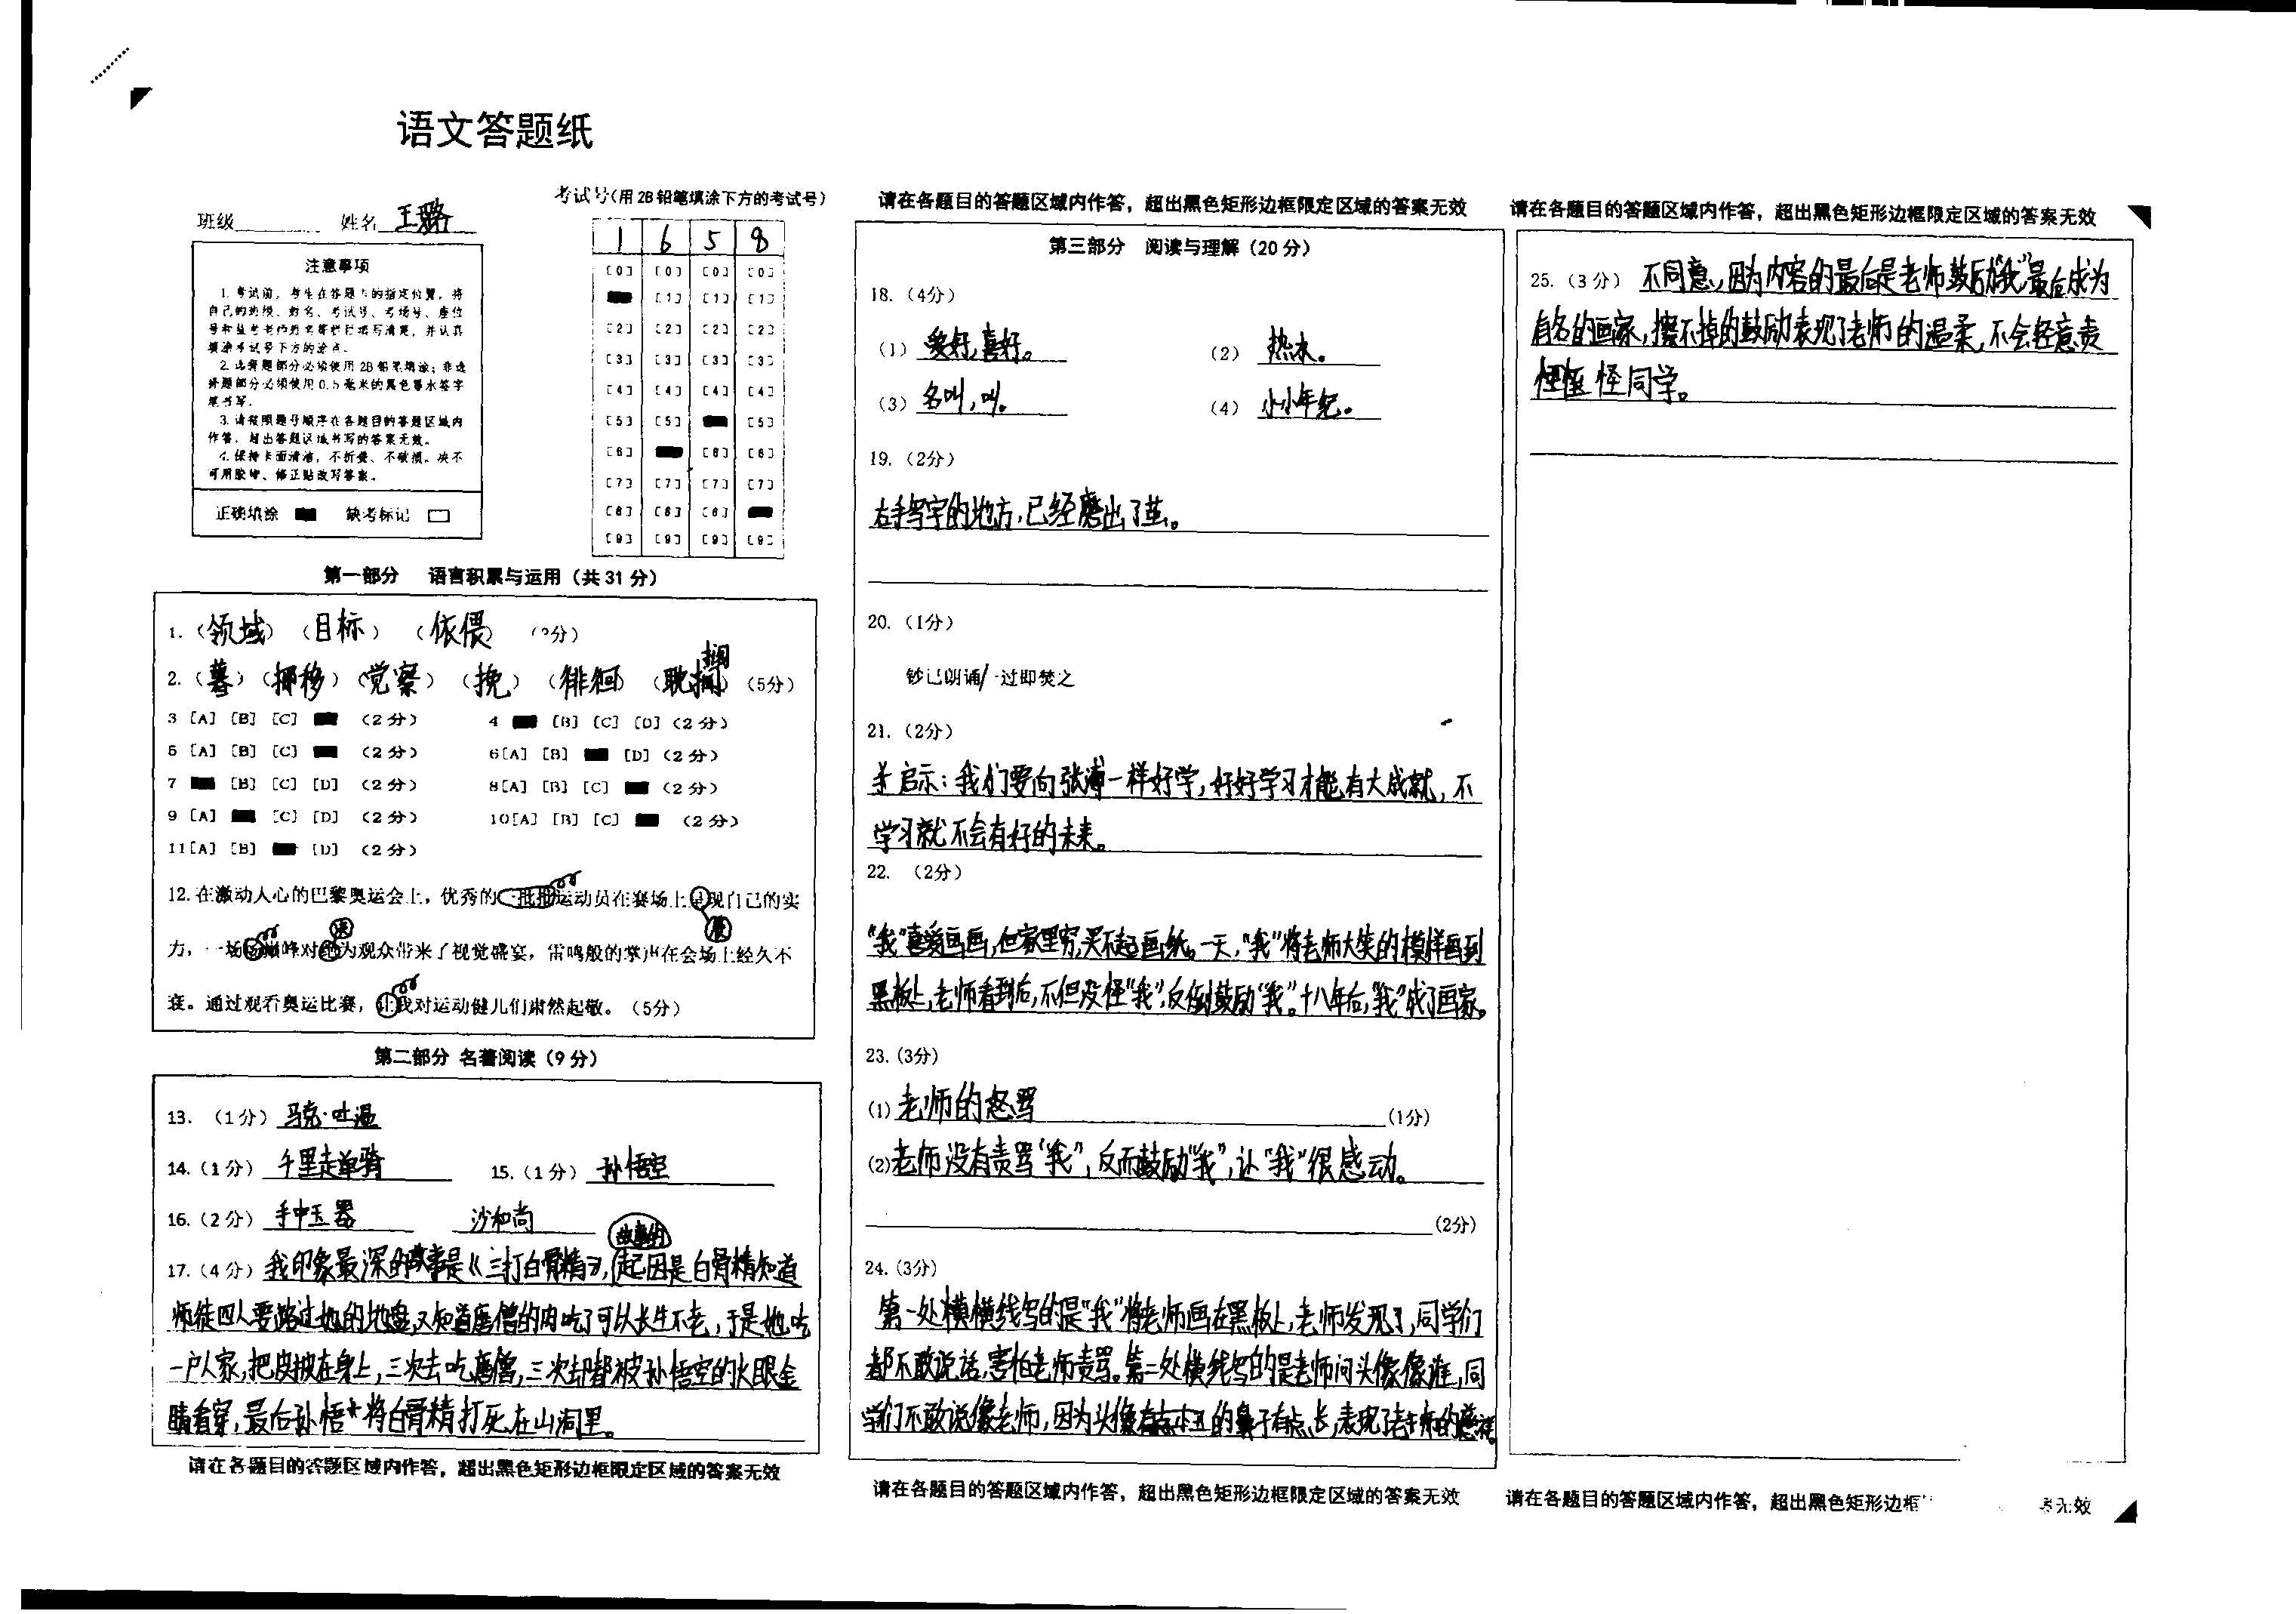 语文答题纸
班级 姓名 王璐
考试号(用2B铅笔填涂下方的考试号)
1 6 5 8
[0] [0] [0] [0]
[1] [1]
[2] [2] [2] [2]
[3] [3] [3] [3]
[4] [4] [4] [4]
[5] [5] [5]
[6] [6] [6]
[7] [7] [7] [7]
[8] [8] [8]
[9] [9] [9] [9]
注意事项
1.考试前,考生在答题卡的指定位置,将
自己的班级、姓名、考试号、考场号、座位
号和监考老师姓名等栏目填写清楚,并认真
填涂考试号下方的涂点。
2.选择题部分必须使用2B铅笔填涂;非选
择题部分必须使用0.5毫米的黑色墨水签字
笔书写。
3.请按照题号顺序在各题目的答题区域内
作答,超出答题区域书写的答案无效。
4.保持卡面清洁,不折叠、不破损。决不
可用胶带、修正贴改写答案。
正确填涂 缺考标记
第一部分 语言积累与运用(共31分)
1.(领域)(目标)(依偎)
2.(暮)(挪移)(觉察)(挽)(徘徊)(耽搁)(5分)
3 [A] [B] [C] (2分) 4 [B] [C] [D] (2分)
5 [A] [B] [C] (2分) 6[A] [B] [D] (2分)
7 [B] [C] [D] (2分) 8[A] [B] [C] (2分)
9 [A] [C] [D] (2分) 10[A] [B] [C] (2分)
11[A] [B] [D] (2分)
12.在激动人心的巴黎奥运会上,优秀的一批批运动员在赛场上呈现自己的实
力,一场场巅峰对绝为观众带来了视觉盛宴,雷鸣般的掌声在会场上经久不
衰。通过观看奥运比赛,让我对运动健儿们肃然起敬。(5分)
第二部分 名著阅读(9分)
13.(1分)马克·吐温
14.(1分)千里走单骑 15.(1分)孙悟空
16.(2分)手中玉器 沙和尚
17.(4分)我印象最深的故事是《三打白骨精》,故事的起因是白骨精知道
师徒四人要路过她的地盘,又知道唐僧的肉吃了可以长生不老,于是她吃
一户人家,把皮披在身上,三次去吃唐僧,三次却都被孙悟空的火眼金
睛看穿,最后孙悟 将白骨精打死在山洞里。
请在各题目的答题区域内作答,超出黑色矩形边框限定区域的答案无效
请在各题目的答题区域内作答,超出黑色矩形边框限定区域的答案无效
第三部分 阅读与理解(20分)
18.(4分)
(1)爱好,喜好。 (2)热水。
(3)名叫,叫。 (4)小小年纪。
19.(2分)
右手写字的地方,已经磨出了茧。
20.(1分)
钞已朗诵/一过即焚之
21.(2分)
启示:我们要向张溥一样好学,好好学习才能有大成就,不
学习就不会有好的未来。
22.(2分)
“我”喜爱画画,但家里穷,买不起画纸。一天,“我”将老师大笑的模样画到
黑板上,老师看到后,不但没怪“我”,反倒鼓励“我”。十八年后,“我”成了画家。
23.(3分)
(1)老师的怒骂(1分)
(2)老师没有责骂“我”,反而鼓励“我”,让“我”很感动。
(2分)
24.(3分)
第一处横横线写的是“我”将老师画在黑板上,老师发现了,同学们
都不敢说话,害怕老师责骂。第二处横线写的是老师问头像像谁,同
学们不敢说像老师,因为头像 的鼻子有点长,表现了老师的慈祥。
请在各题目的答题区域内作答,超出黑色矩形边框限定区域的答案无效
请在各题目的答题区域内作答,超出黑色矩形边框限定区域的答案无效
25.(3分)不同意,因为内容的最后是老师鼓励“我”,最后成为
有名的画家,擦不掉的鼓励表现了老师的温柔,不会轻意责
怪同学。
请在各题目的答题区域内作答,超出黑色矩形边框 无效